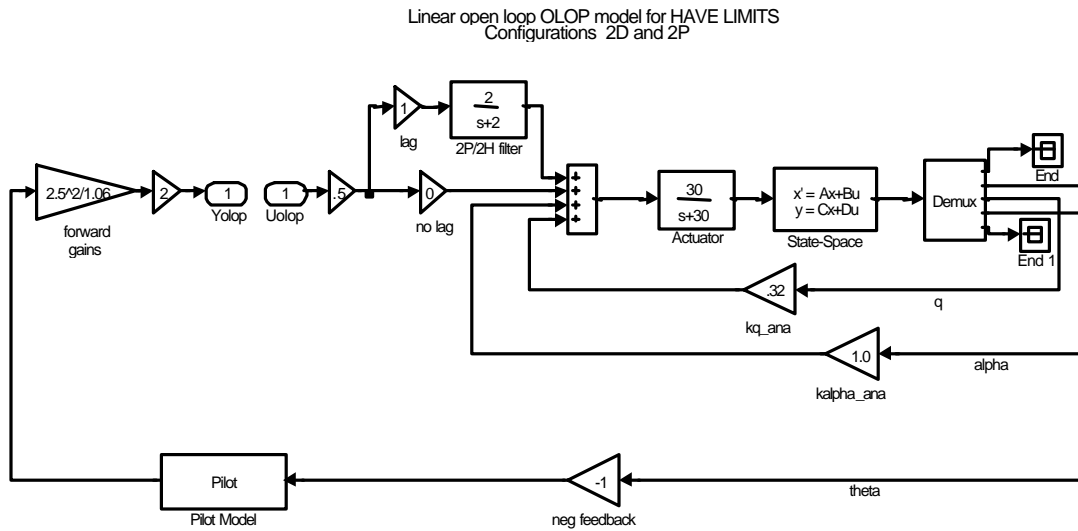 Linear open loop OLOP model for HAVE LIMITS
Configurations 2D and 2P
1
lag
2
s+2
2P/2H filter
2.5^2/1.06
forward
gains
2
1
Yolop
1
Uolop
.5
0
no lag
+
+
+
+
30
s+30
Actuator
x' = Ax+Bu
y = Cx+Du
State-Space
Demux
End
End 1
.32
kq_ana
q
1.0
kalpha_ana
alpha
Pilot
Pilot Model
-1
neg feedback
theta